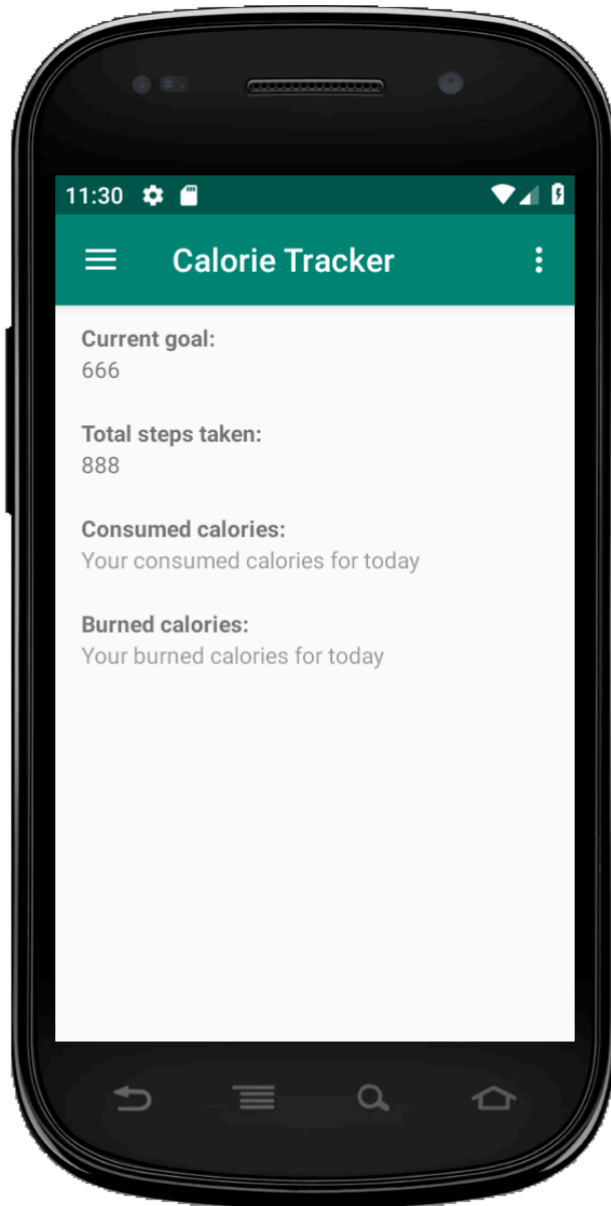 11:30
Calorie Tracker
Current goal:
666
Total steps taken:
888
Consumed calories:
Your consumed calories for today
Burned calories:
Your burned calories for today